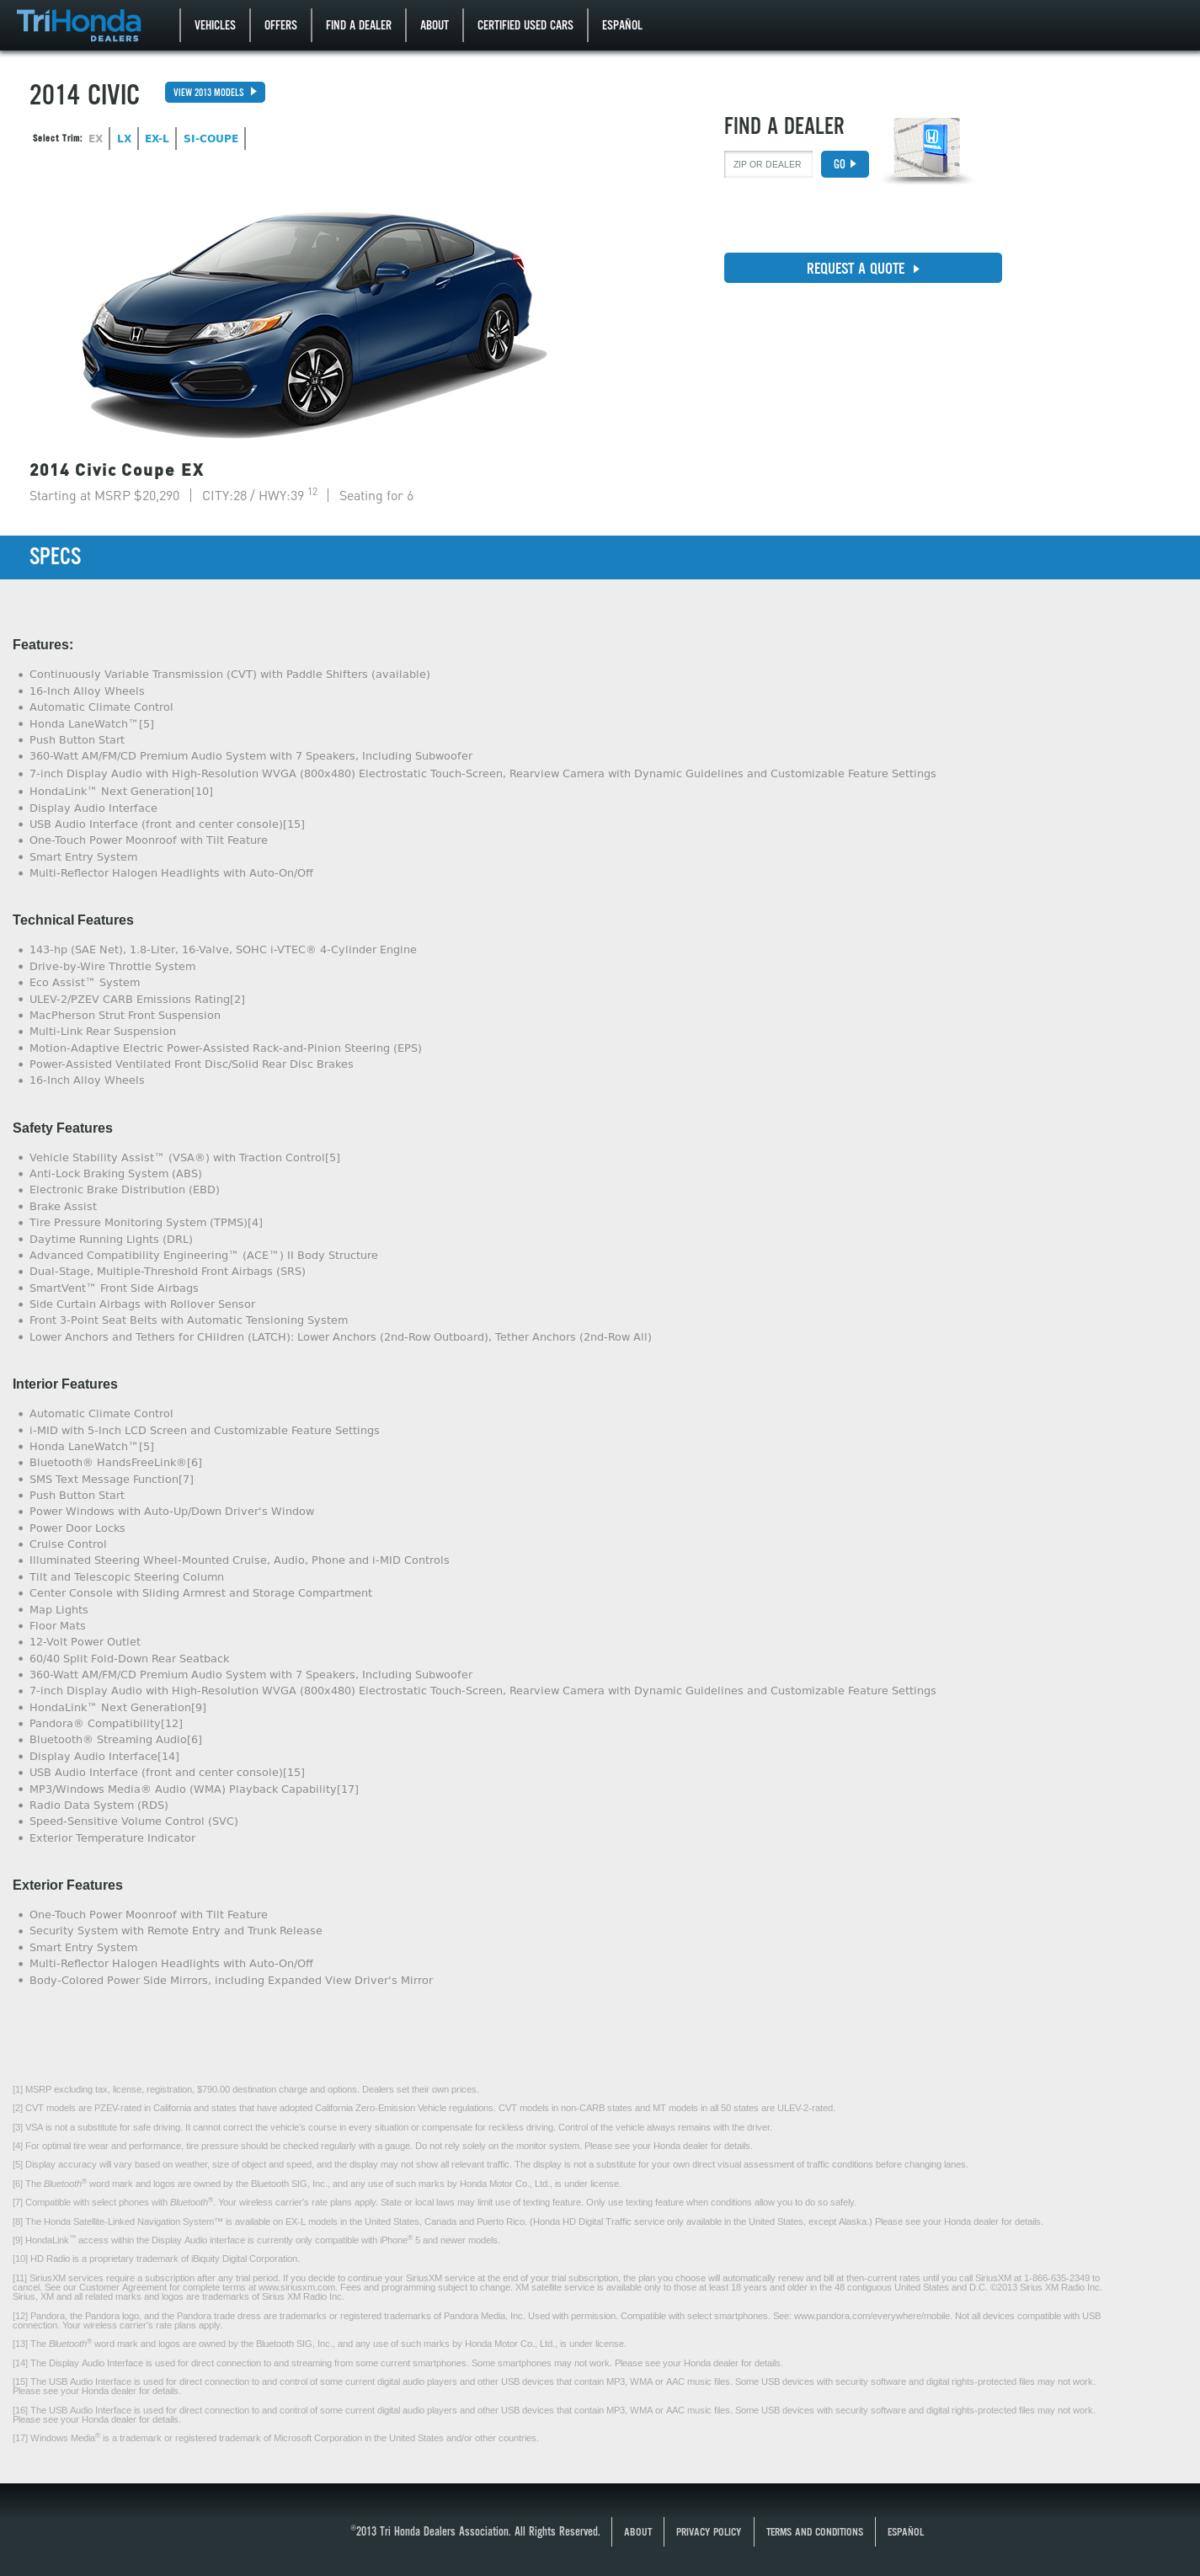 TriHonda
DEALERS
VEHICLES
OFFERS
FIND A DEALER
ABOUT
CERTIFIED USED CARS
ESPAÑOL
2014 CIVIC
VIEW 2013 MODELS
Select Trim: EX LX EX-L SI-COUPE
FIND A DEALER
ZIP OR DEALER
GO
REQUEST A QUOTE
2014 Civic Coupe EX
Starting at MSRP $20,290 | CITY:28 / HWY:39 12 | Seating for 6
SPECS
Features:
Continuously Variable Transmission (CVT) with Paddle Shifters (available)
16-Inch Alloy Wheels
Automatic Climate Control
Honda LaneWatch™[5]
Push Button Start
360-Watt AM/FM/CD Premium Audio System with 7 Speakers, Including Subwoofer
7-inch Display Audio with High-Resolution WVGA (800x480) Electrostatic Touch-Screen, Rearview Camera with Dynamic Guidelines and Customizable Feature Settings
HondaLink™ Next Generation[10]
Display Audio Interface
USB Audio Interface (front and center console)[15]
One-Touch Power Moonroof with Tilt Feature
Smart Entry System
Multi-Reflector Halogen Headlights with Auto-On/Off
Technical Features
143-hp (SAE Net), 1.8-Liter, 16-Valve, SOHC i-VTEC® 4-Cylinder Engine
Drive-by-Wire Throttle System
Eco Assist™ System
ULEV-2/PZEV CARB Emissions Rating[2]
MacPherson Strut Front Suspension
Multi-Link Rear Suspension
Motion-Adaptive Electric Power-Assisted Rack-and-Pinion Steering (EPS)
Power-Assisted Ventilated Front Disc/Solid Rear Disc Brakes
16-Inch Alloy Wheels
Safety Features
Vehicle Stability Assist™ (VSA®) with Traction Control[5]
Anti-Lock Braking System (ABS)
Electronic Brake Distribution (EBD)
Brake Assist
Tire Pressure Monitoring System (TPMS)[4]
Daytime Running Lights (DRL)
Advanced Compatibility Engineering™ (ACE™) II Body Structure
Dual-Stage, Multiple-Threshold Front Airbags (SRS)
SmartVent™ Front Side Airbags
Side Curtain Airbags with Rollover Sensor
Front 3-Point Seat Belts with Automatic Tensioning System
Lower Anchors and Tethers for CHildren (LATCH): Lower Anchors (2nd-Row Outboard), Tether Anchors (2nd-Row All)
Interior Features
Automatic Climate Control
i-MID with 5-Inch LCD Screen and Customizable Feature Settings
Honda LaneWatch™[5]
Bluetooth® HandsFreeLink®[6]
SMS Text Message Function[7]
Push Button Start
Power Windows with Auto-Up/Down Driver's Window
Power Door Locks
Cruise Control
Illuminated Steering Wheel-Mounted Cruise, Audio, Phone and i-MID Controls
Tilt and Telescopic Steering Column
Center Console with Sliding Armrest and Storage Compartment
Map Lights
Floor Mats
12-Volt Power Outlet
60/40 Split Fold-Down Rear Seatback
360-Watt AM/FM/CD Premium Audio System with 7 Speakers, Including Subwoofer
7-inch Display Audio with High-Resolution WVGA (800x480) Electrostatic Touch-Screen, Rearview Camera with Dynamic Guidelines and Customizable Feature Settings
HondaLink™ Next Generation[9]
Pandora® Compatibility[12]
Bluetooth® Streaming Audio[6]
Display Audio Interface[14]
USB Audio Interface (front and center console)[15]
MP3/Windows Media® Audio (WMA) Playback Capability[17]
Radio Data System (RDS)
Speed-Sensitive Volume Control (SVC)
Exterior Temperature Indicator
Exterior Features
One-Touch Power Moonroof with Tilt Feature
Security System with Remote Entry and Trunk Release
Smart Entry System
Multi-Reflector Halogen Headlights with Auto-On/Off
Body-Colored Power Side Mirrors, including Expanded View Driver's Mirror
[1] MSRP excluding tax, license, registration, $790.00 destination charge and options. Dealers set their own prices.
[2] CVT models are PZEV-rated in California and states that have adopted California Zero-Emission Vehicle regulations. CVT models in non-CARB states and MT models in all 50 states are ULEV-2-rated.
[3] VSA is not a substitute for safe driving. It cannot correct the vehicle's course in every situation or compensate for reckless driving. Control of the vehicle always remains with the driver.
[4] For optimal tire wear and performance, tire pressure should be checked regularly with a gauge. Do not rely solely on the monitor system. Please see your Honda dealer for details.
[5] Display accuracy will vary based on weather, size of object and speed, and the display may not show all relevant traffic. The display is not a substitute for your own direct visual assessment of traffic conditions before changing lanes.
[6] The Bluetooth® word mark and logos are owned by the Bluetooth SIG, Inc., and any use of such marks by Honda Motor Co., Ltd., is under license.
[7] Compatible with select phones with Bluetooth®. Your wireless carrier's rate plans apply. State or local laws may limit use of texting feature. Only use texting feature when conditions allow you to do so safely.
[8] The Honda Satellite-Linked Navigation System™ is available on EX-L models in the United States, Canada and Puerto Rico. (Honda HD Digital Traffic service only available in the United States, except Alaska.) Please see your Honda dealer for details.
[9] HondaLink™ access within the Display Audio interface is currently only compatible with iPhone® 5 and newer models.
[10] HD Radio is a proprietary trademark of iBiquity Digital Corporation.
[11] SiriusXM services require a subscription after any trial period. If you decide to continue your SiriusXM service at the end of your trial subscription, the plan you choose will automatically renew and bill at then-current rates until you call SiriusXM at 1-866-635-2349 to
cancel. See our Customer Agreement for complete terms at www.siriusxm.com. Fees and programming subject to change. XM satellite service is available only to those at least 18 years and older in the 48 contiguous United States and D.C. ©2013 Sirius XM Radio Inc.
Sirius, XM and all related marks and logos are trademarks of Sirius XM Radio Inc.
[12] Pandora, the Pandora logo, and the Pandora trade dress are trademarks or registered trademarks of Pandora Media, Inc. Used with permission. Compatible with select smartphones. See: www.pandora.com/everywhere/mobile. Not all devices compatible with USB
connection. Your wireless carrier's rate plans apply.
[13] The Bluetooth® word mark and logos are owned by the Bluetooth SIG, Inc., and any use of such marks by Honda Motor Co., Ltd., is under license.
[14] The Display Audio Interface is used for direct connection to and streaming from some current smartphones. Some smartphones may not work. Please see your Honda dealer for details.
[15] The USB Audio Interface is used for direct connection to and control of some current digital audio players and other USB devices that contain MP3, WMA or AAC music files. Some USB devices with security software and digital rights-protected files may not work.
Please see your Honda dealer for details.
[16] The USB Audio Interface is used for direct connection to and control of some current digital audio players and other USB devices that contain MP3, WMA or AAC music files. Some USB devices with security software and digital rights-protected files may not work.
Please see your Honda dealer for details.
[17] Windows Media® is a trademark or registered trademark of Microsoft Corporation in the United States and/or other countries.
®2013 Tri Honda Dealers Association. All Rights Reserved.
ABOUT
PRIVACY POLICY
TERMS AND CONDITIONS
ESPAÑOL